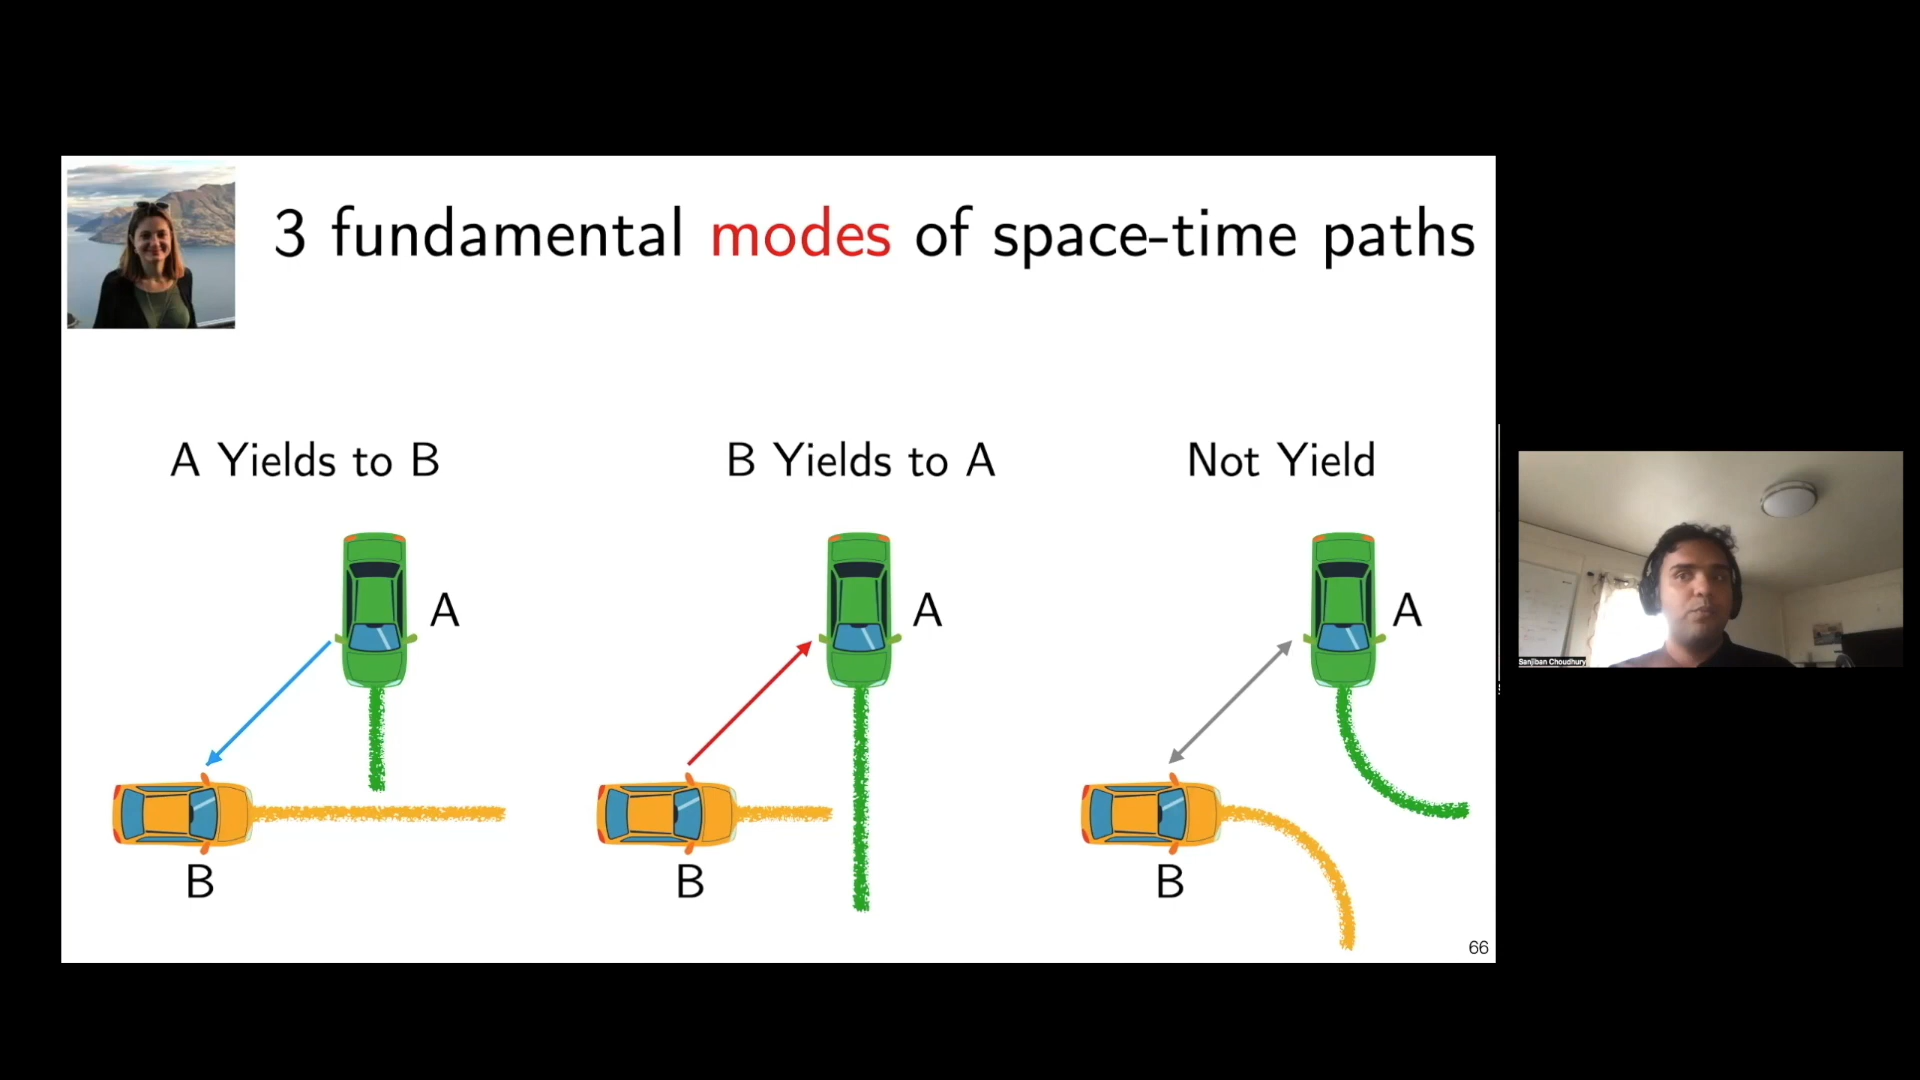 3 fundamental modes of space-time paths
A Yields to B
B Yields to A
Not Yield
A
A
A
B
B
B
66
Sanjiban Choudhury